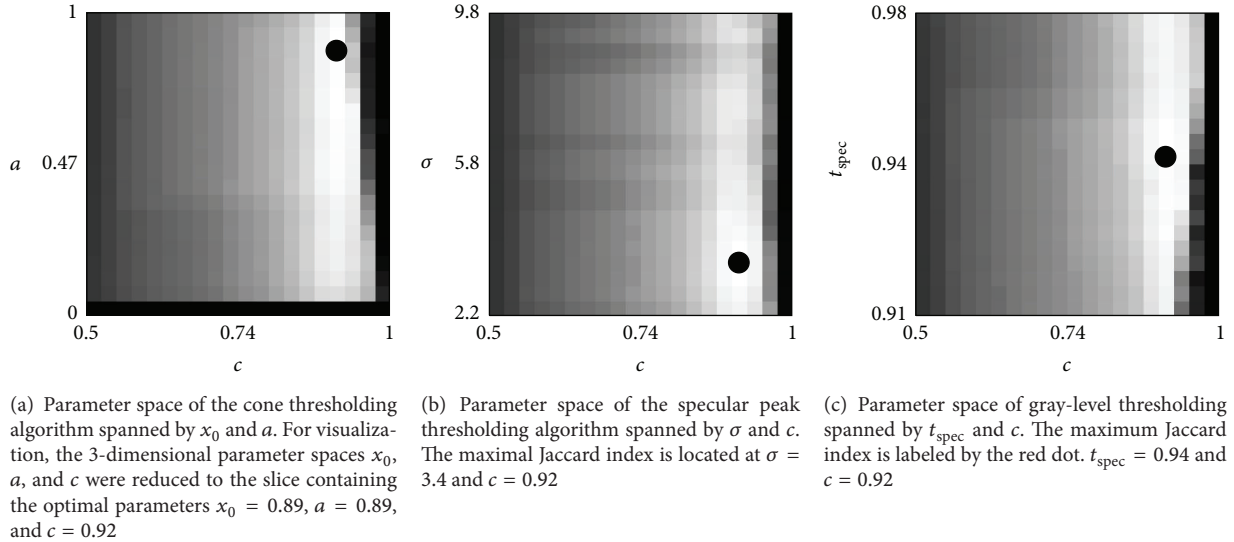 1
a
0.47
0
0.5
0.74
1
c
9.8
σ
5.8
2.2
0.5
0.74
1
c
0.98
t_spec
0.94
0.91
0.5
0.74
1
c
(a) Parameter space of the cone thresholding
algorithm spanned by x₀ and a. For visualiza-
tion, the 3-dimensional parameter spaces x₀,
a, and c were reduced to the slice containing
the optimal parameters x₀ = 0.89, a = 0.89,
and c = 0.92
(b) Parameter space of the specular peak
thresholding algorithm spanned by σ and c.
The maximal Jaccard index is located at σ =
3.4 and c = 0.92
(c) Parameter space of gray-level thresholding
spanned by t_spec and c. The maximum Jaccard
index is labeled by the red dot. t_spec = 0.94 and
c = 0.92